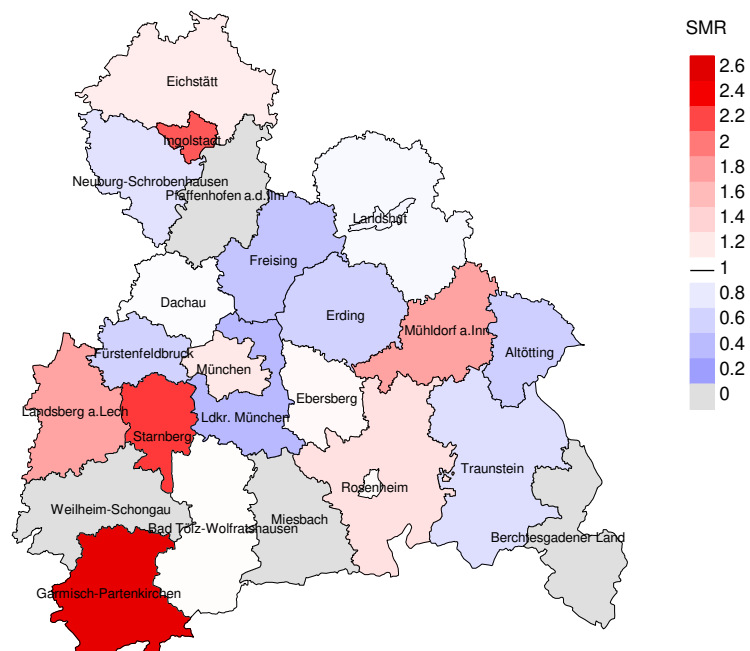 SMR
2.6
2.4
2.2
2
1.8
1.6
1.4
1.2
1
0.8
0.6
0.4
0.2
0
Eichstätt
Ingolstadt
Neuburg-Schrobenhausen
Pfaffenhofen a.d.Ilm
Landshut
Freising
Dachau
Erding
Mühldorf a.Inn
Altötting
Fürstenfeldbruck
München
Ebersberg
Landsberg a.Lech
Ldkr. München
Starnberg
Traunstein
Rosenheim
Weilheim-Schongau
Miesbach
Bad Tölz-Wolfratshausen
Berchtesgadener Land
Garmisch-Partenkirchen